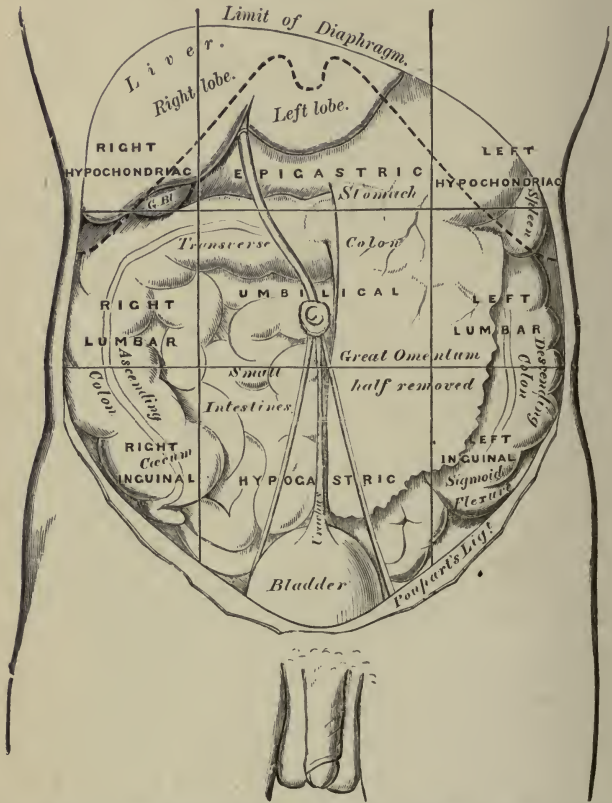 Limit of Diaphragm.
Liver.
Right lobe.
Left lobe.
RIGHT
HYPOCHONDRIAC
EPIGASTRIC
LEFT
HYPOCHONDRIAC
G. Bl
Stomach
Spleen
Transverse
Colon
UMBILICAL
RIGHT
LUMBAR
LEFT
LUMBAR
Ascending
Colon
Descending
Colon
Small
Intestines
Great Omentum
half removed
RIGHT
Cœcum
INGUINAL
HYPOGASTRIC
LEFT
INGUINAL
Sigmoid
Flexure
Urachus
Bladder
Poupart's Ligt